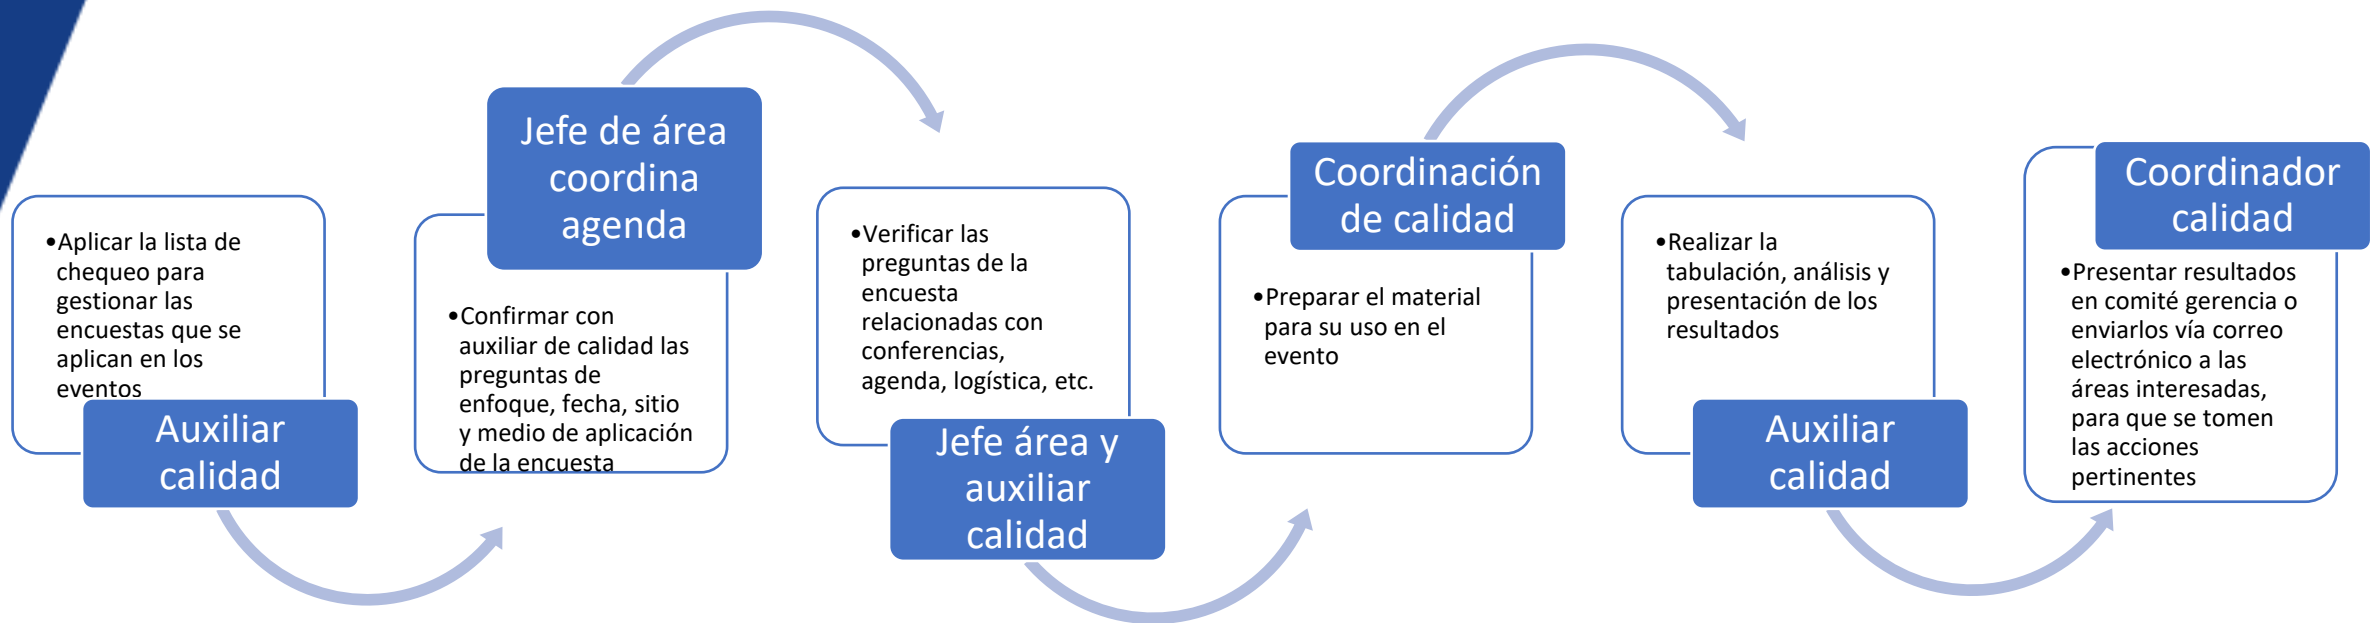 •Aplicar la lista de
chequeo para
gestionar las
encuestas que se
aplican en los
eventos
Auxiliar
calidad
Jefe de área
coordina
agenda
•Confirmar con
auxiliar de calidad las
preguntas de
enfoque, fecha, sitio
y medio de aplicación
de la encuesta
•Verificar las
preguntas de la
encuesta
relacionadas con
conferencias,
agenda, logística, etc.
Jefe área y
auxiliar
calidad
Coordinación
de calidad
•Preparar el material
para su uso en el
evento
•Realizar la
tabulación, análisis y
presentación de los
resultados
Auxiliar
calidad
Coordinador
calidad
•Presentar resultados
en comité gerencia o
enviarlos vía correo
electrónico a las
áreas interesadas,
para que se tomen
las acciones
pertinentes